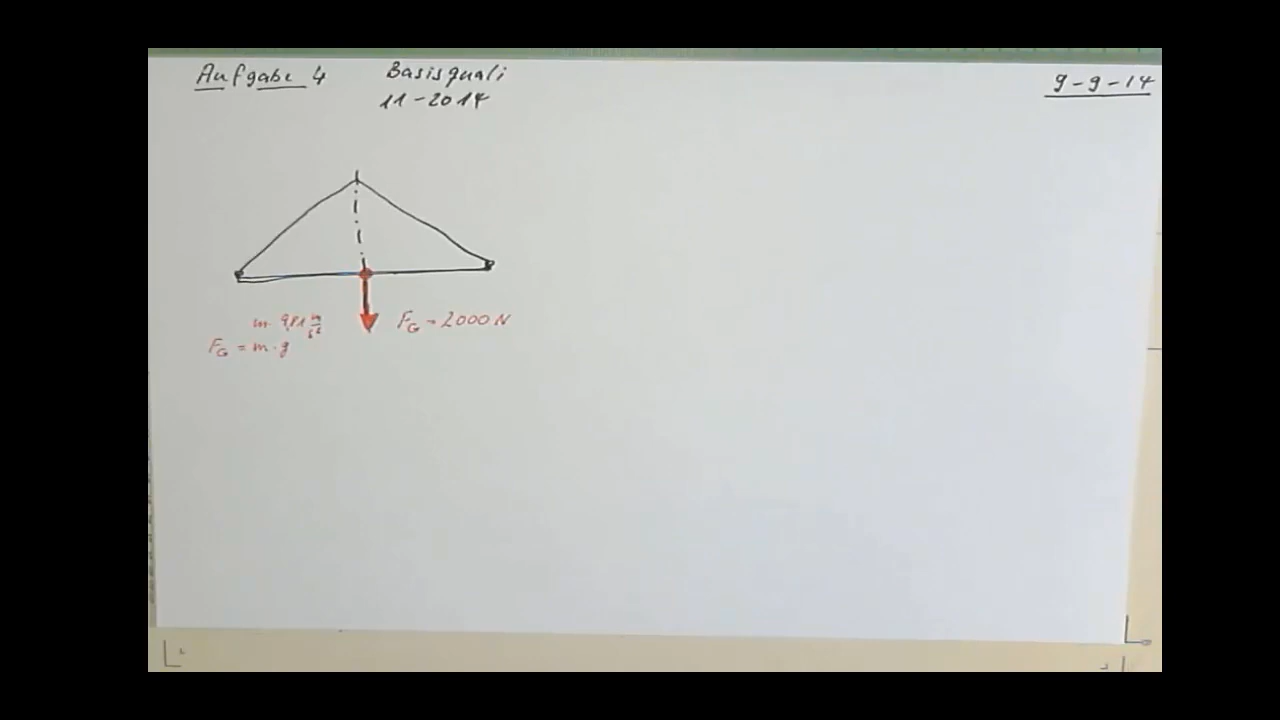 Aufgabe 4 Basisquali 9-9-14
11-2014
m· 9,81 m/s² FG = 2000 N
FG = m · g